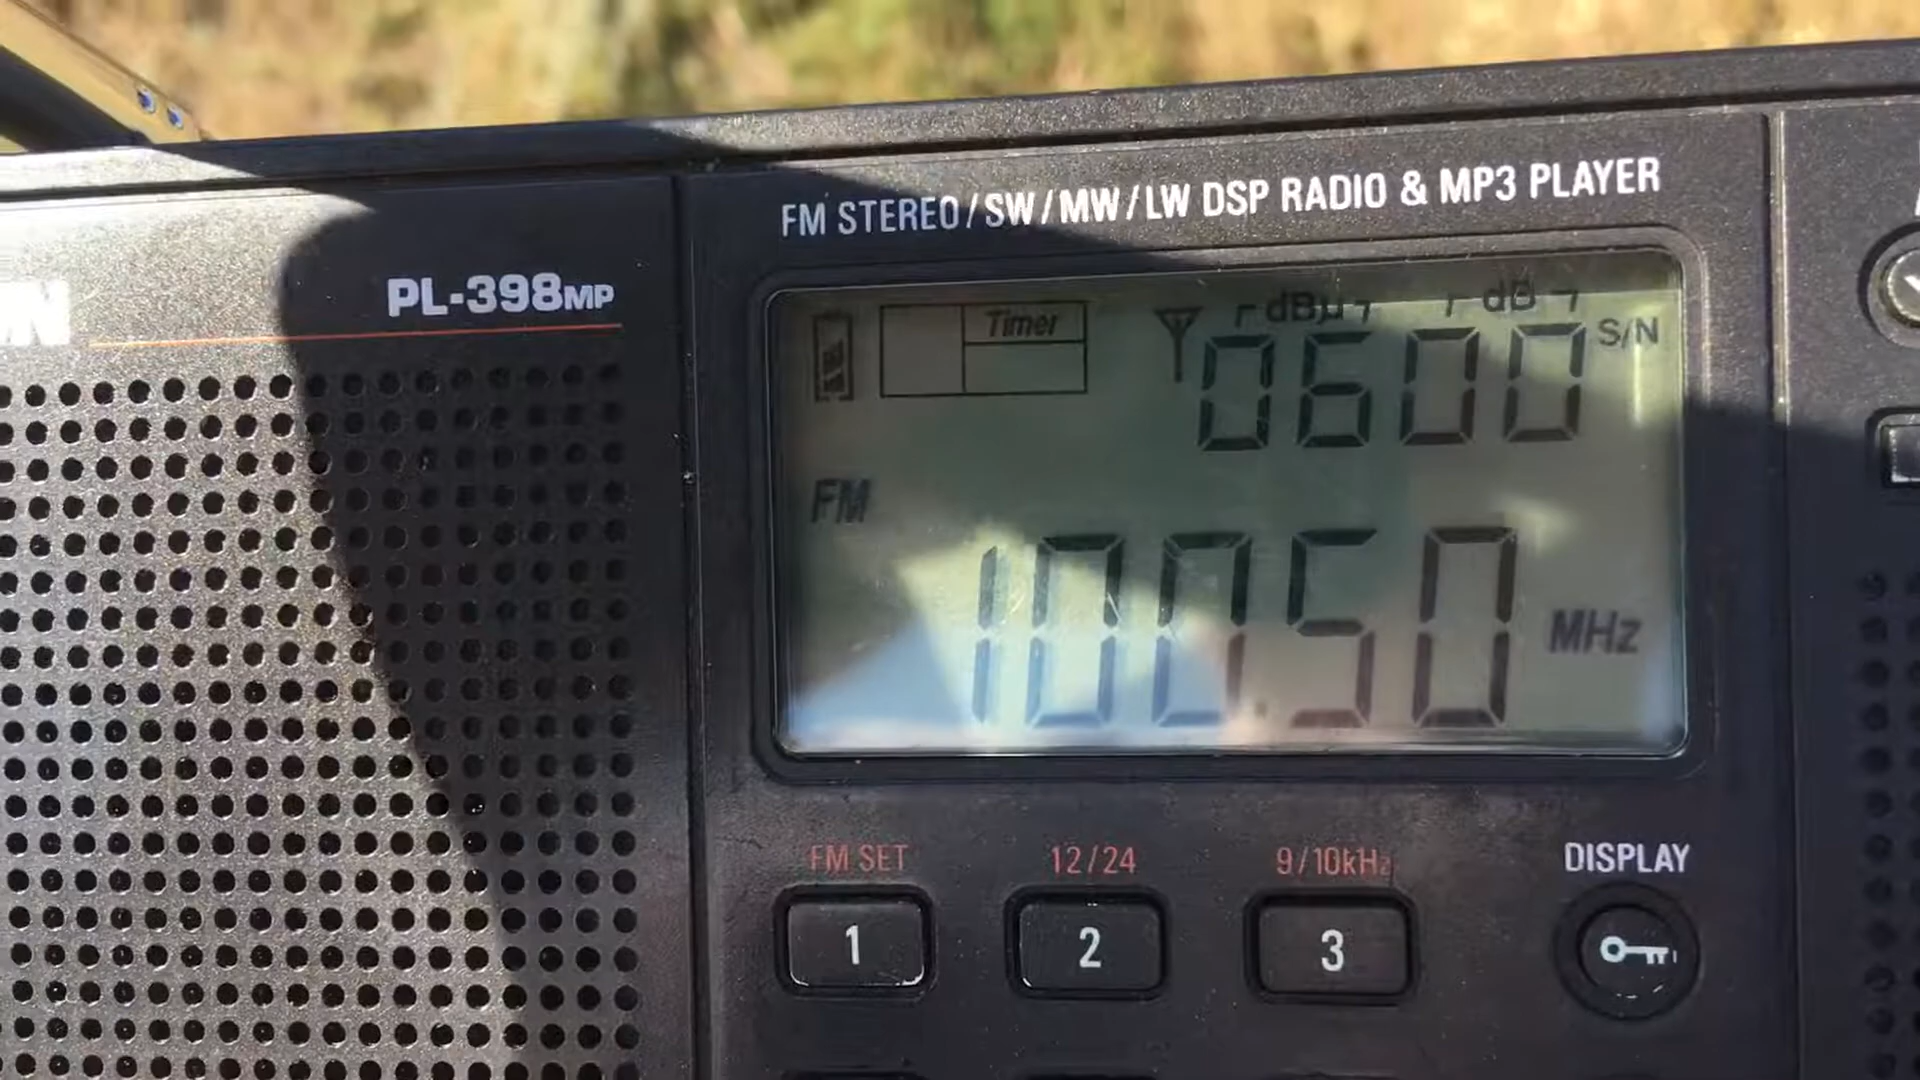 FM STEREO/SW/MW/LW DSP RADIO & MP3 PLAYER
PL-398MP
Timer
dBµ
dB
0600
S/N
FM
100.50
MHz
FM SET
12/24
9/10kHz
DISPLAY
1
2
3